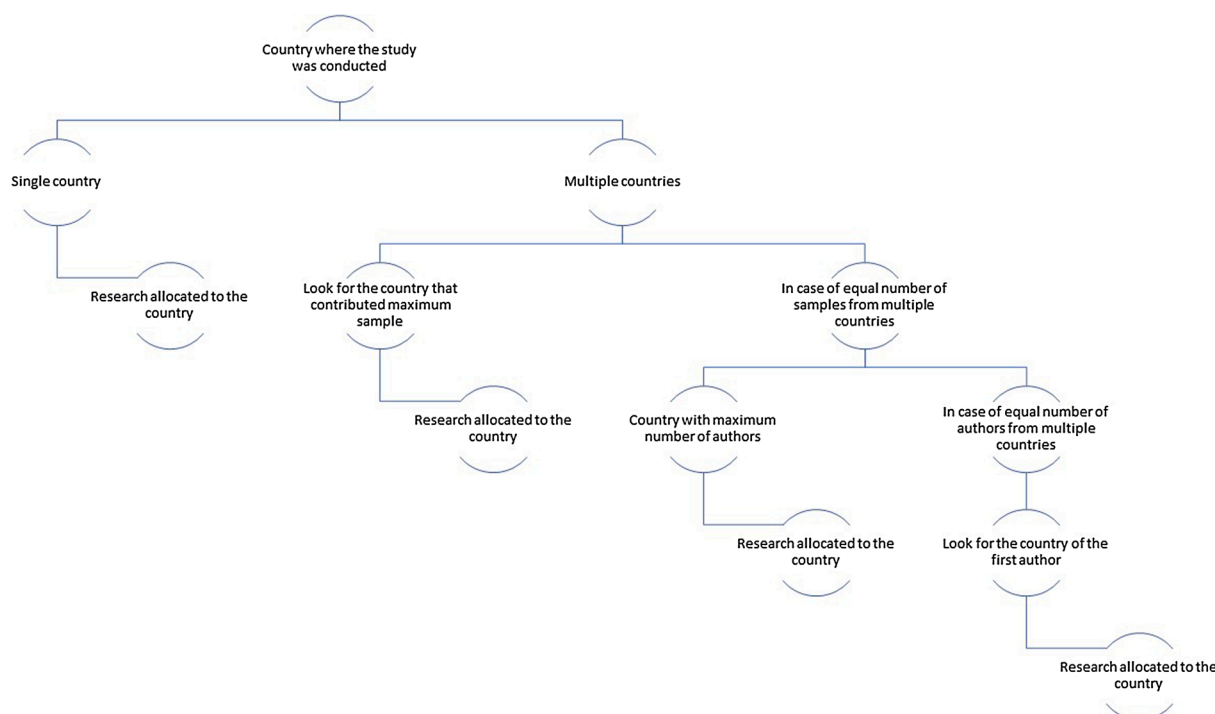 Country where the study
was conducted
Single country
Multiple countries
Research allocated to the
country
Look for the country that
contributed maximum
sample
In case of equal number of
samples from multiple
countries
Research allocated to the
country
Country with maximum
number of authors
In case of equal number of
authors from multiple
countries
Research allocated to the
country
Look for the country of the
first author
Research allocated to the
country